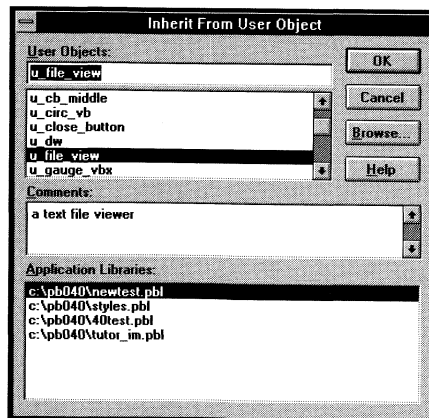 Inherit From User Object
User Objects:
u_file_view
u_cb_middle
u_circ_vb
u_close_button
u_dw
u_file_view
u_gauge_vbx
Comments:
a text file viewer
Application Libraries:
c:\pb040\newtest.pbl
c:\pb040\styles.pbl
c:\pb040\40test.pbl
c:\pb040\tutor_im.pbl
OK
Cancel
Browse...
Help